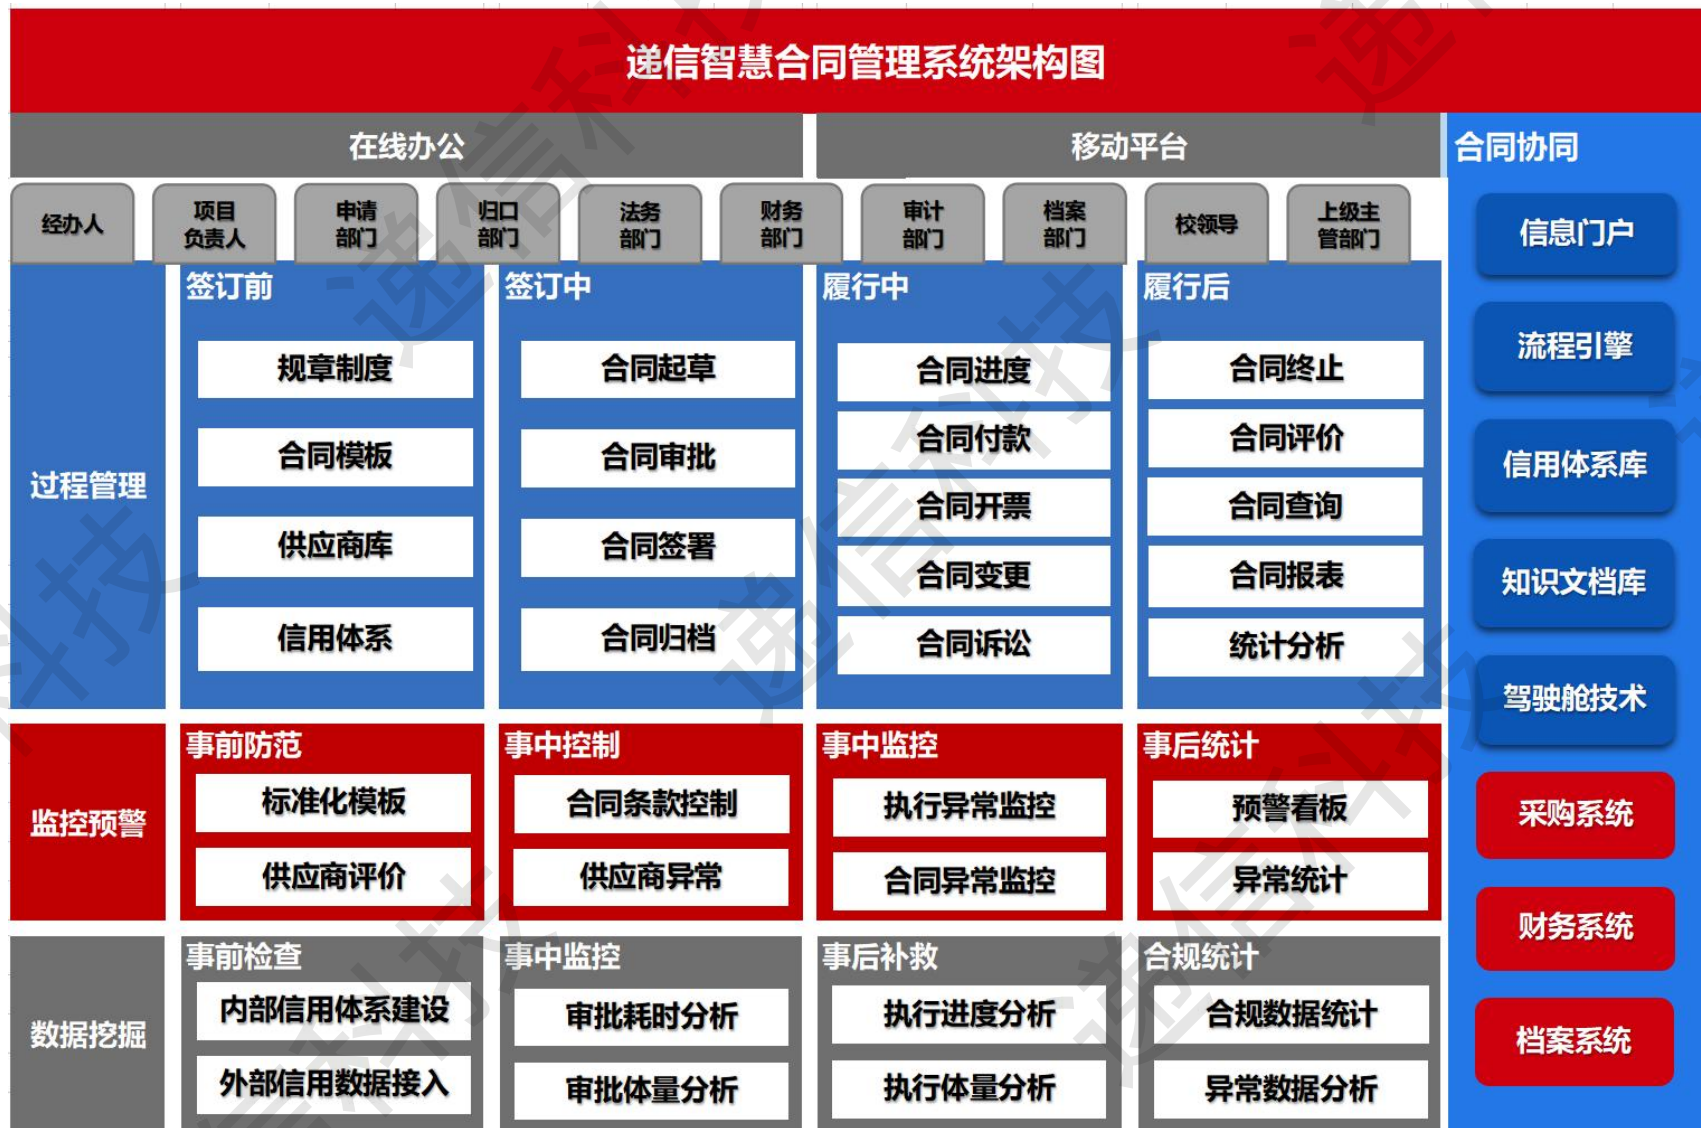 递信智慧合同管理系统架构图
在线办公
移动平台
合同协同
经办人
项目
负责人
申请
部门
归口
部门
法务
部门
财务
部门
审计
部门
档案
部门
校领导
上级主
管部门
过程管理
签订前
规章制度
合同模板
供应商库
信用体系
签订中
合同起草
合同审批
合同签署
合同归档
履行中
合同进度
合同付款
合同开票
合同变更
合同诉讼
履行后
合同终止
合同评价
合同查询
合同报表
统计分析
监控预警
事前防范
标准化模板
供应商评价
事中控制
合同条款控制
供应商异常
事中监控
执行异常监控
合同异常监控
事后统计
预警看板
异常统计
数据挖掘
事前检查
内部信用体系建设
外部信用数据接入
事中监控
审批耗时分析
审批体量分析
事后补救
执行进度分析
执行体量分析
合规统计
合规数据统计
异常数据分析
信息门户
流程引擎
信用体系库
知识文档库
驾驶舱技术
采购系统
财务系统
档案系统
递信科技
递信科技
递信科技